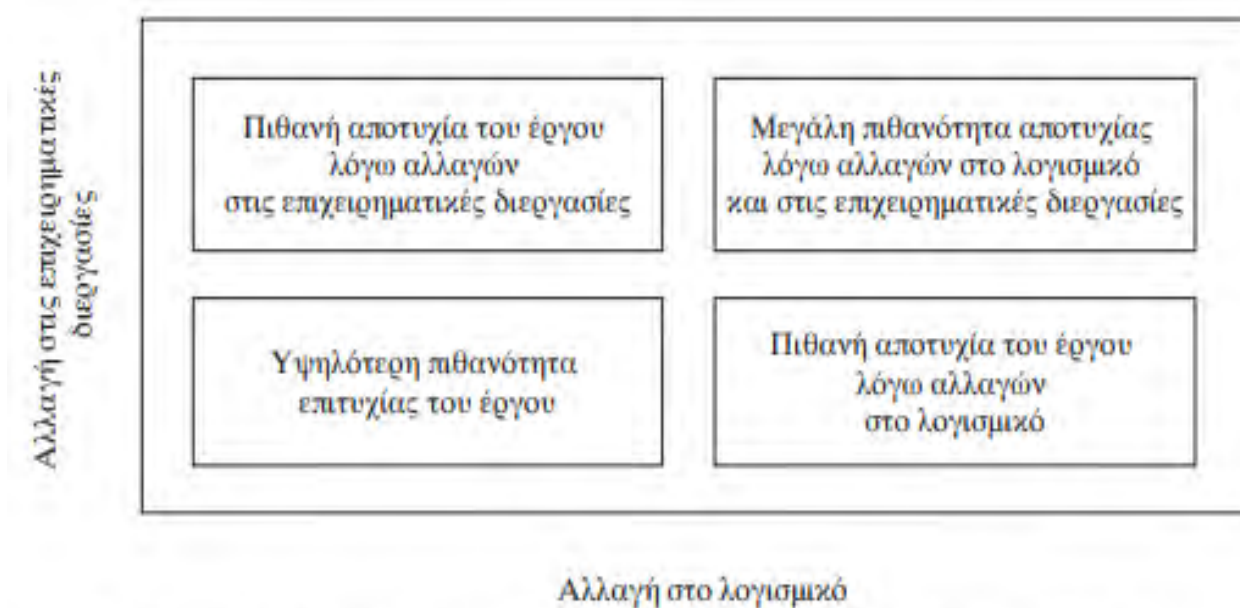 Αλλαγή στις επιχειρηματικές
διεργασίες
Πιθανή αποτυχία του έργου
λόγω αλλαγών
στις επιχειρηματικές διεργασίες
Μεγάλη πιθανότητα αποτυχίας
λόγω αλλαγών στο λογισμικό
και στις επιχειρηματικές διεργασίες
Υψηλότερη πιθανότητα
επιτυχίας του έργου
Πιθανή αποτυχία του έργου
λόγω αλλαγών
στο λογισμικό
Αλλαγή στο λογισμικό